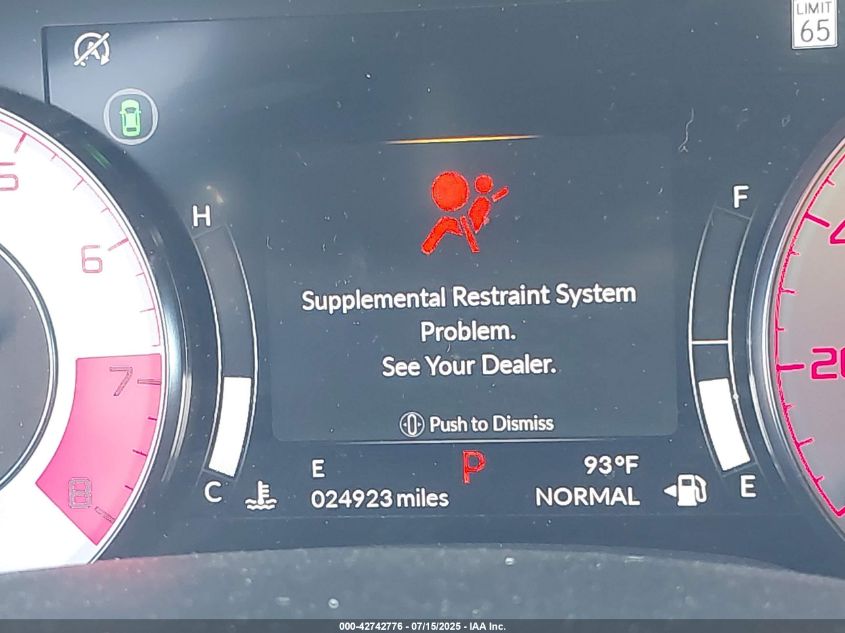 LIMIT
65
5
6
7
8
H
C
F
E
4
20
Supplemental Restraint System
Problem.
See Your Dealer.
Push to Dismiss
E
P
93°F
024923 miles
NORMAL
000-42742776 - 07/15/2025 - IAA Inc.